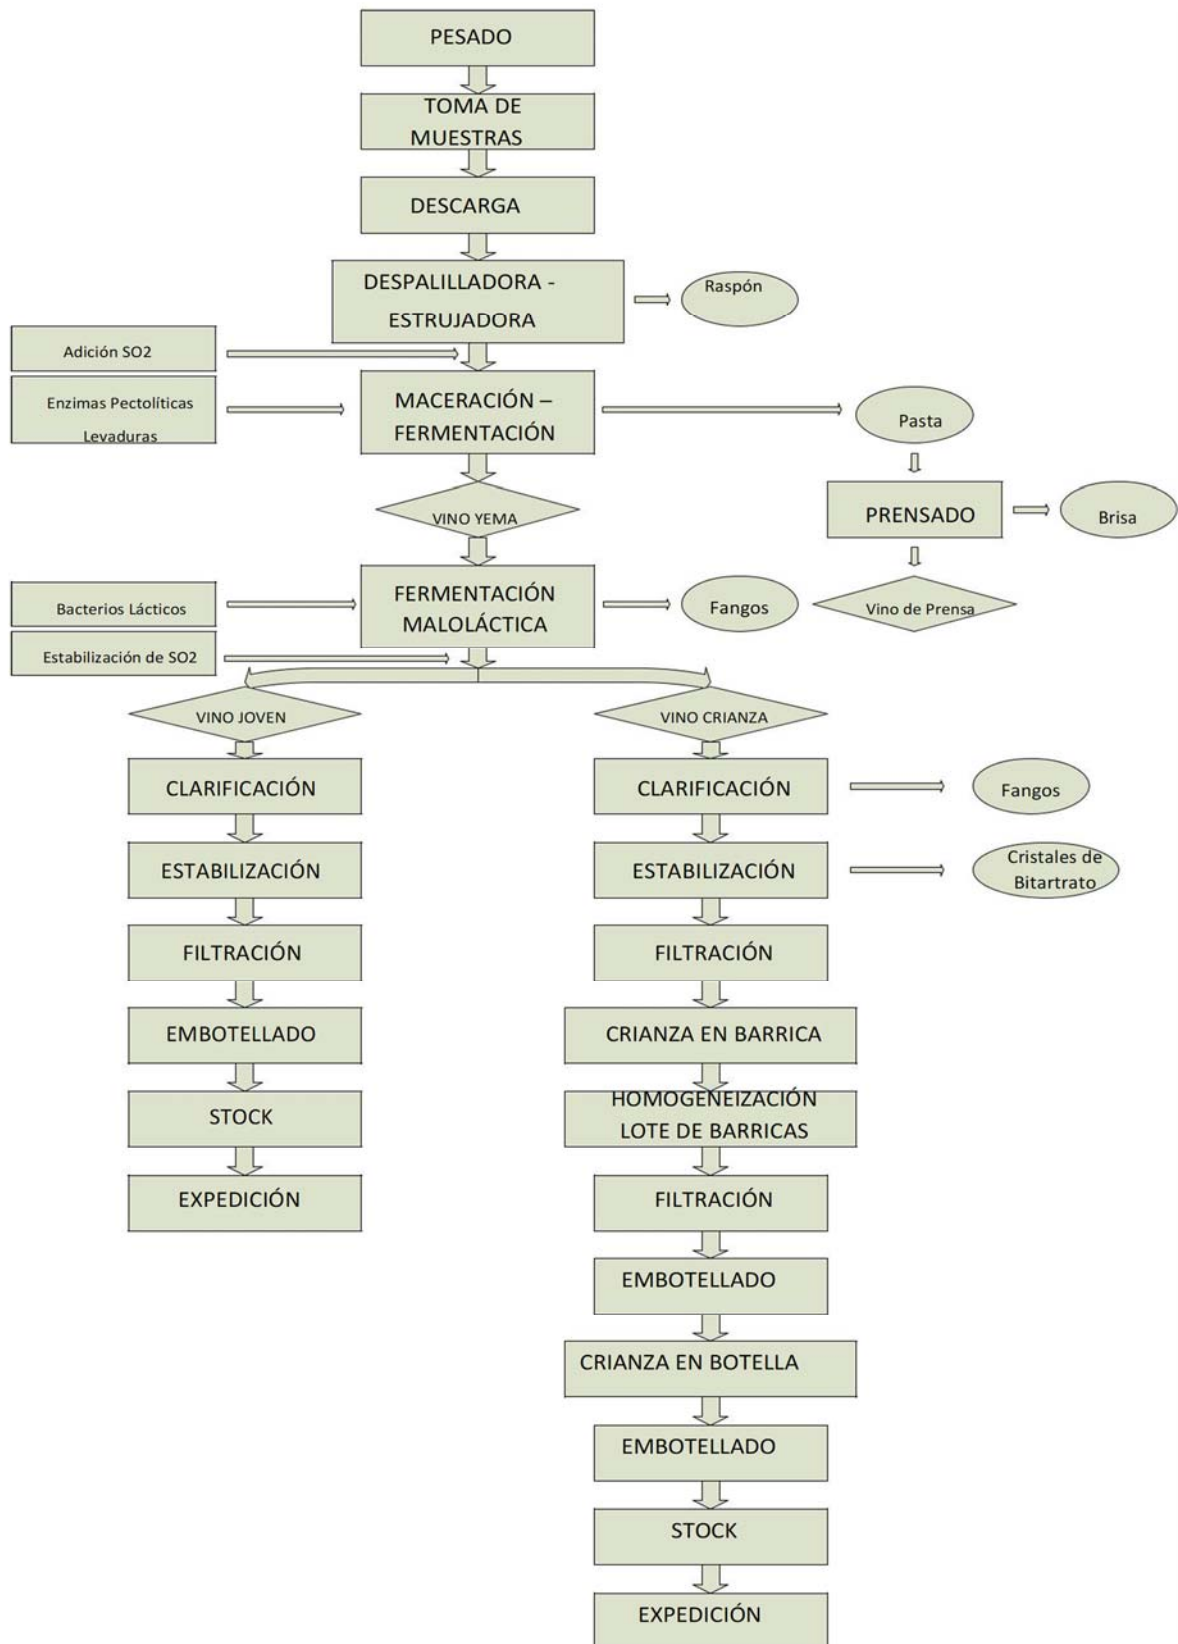 PESADO
TOMA DE
MUESTRAS
DESCARGA
DESPALILLADORA -
ESTRUJADORA
Raspón
Adición SO2
Enzimas Pectolíticas
Levaduras
MACERACIÓN –
FERMENTACIÓN
Pasta
VINO YEMA
PRENSADO
Brisa
Bacterios Lácticos
Estabilización de SO2
FERMENTACIÓN
MALOLÁCTICA
Fangos
Vino de Prensa
VINO JOVEN
VINO CRIANZA
CLARIFICACIÓN
CLARIFICACIÓN
Fangos
ESTABILIZACIÓN
ESTABILIZACIÓN
Cristales de
Bitartrato
FILTRACIÓN
FILTRACIÓN
EMBOTELLADO
CRIANZA EN BARRICA
STOCK
HOMOGENEIZACIÓN
LOTE DE BARRICAS
EXPEDICIÓN
FILTRACIÓN
EMBOTELLADO
CRIANZA EN BOTELLA
EMBOTELLADO
STOCK
EXPEDICIÓN